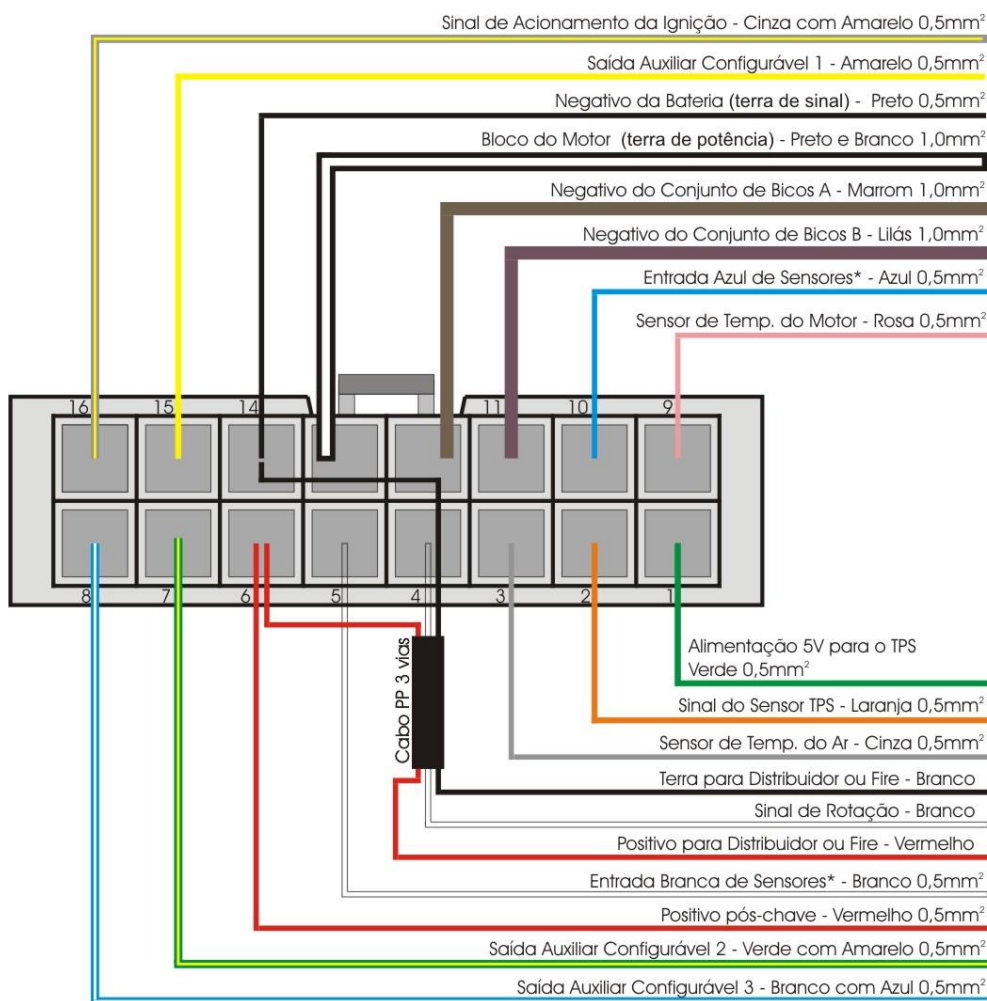 Sinal de Acionamento da Ignição - Cinza com Amarelo 0,5mm²
Saída Auxiliar Configurável 1 - Amarelo 0,5mm²
Negativo da Bateria (terra de sinal) - Preto 0,5mm²
Bloco do Motor (terra de potência) - Preto e Branco 1,0mm²
Negativo do Conjunto de Bicos A - Marrom 1,0mm²
Negativo do Conjunto de Bicos B - Lilás 1,0mm²
Entrada Azul de Sensores* - Azul 0,5mm²
Sensor de Temp. do Motor - Rosa 0,5mm²
16 15 14 11 10 9
8 7 6 5 4 3 2 1
Cabo PP 3 vias
Alimentação 5V para o TPS
Verde 0,5mm²
Sinal do Sensor TPS - Laranja 0,5mm²
Sensor de Temp. do Ar - Cinza 0,5mm²
Terra para Distribuidor ou Fire - Branco
Sinal de Rotação - Branco
Positivo para Distribuidor ou Fire - Vermelho
Entrada Branca de Sensores* - Branco 0,5mm²
Positivo pós-chave - Vermelho 0,5mm²
Saída Auxiliar Configurável 2 - Verde com Amarelo 0,5mm²
Saída Auxiliar Configurável 3 - Branco com Azul 0,5mm²